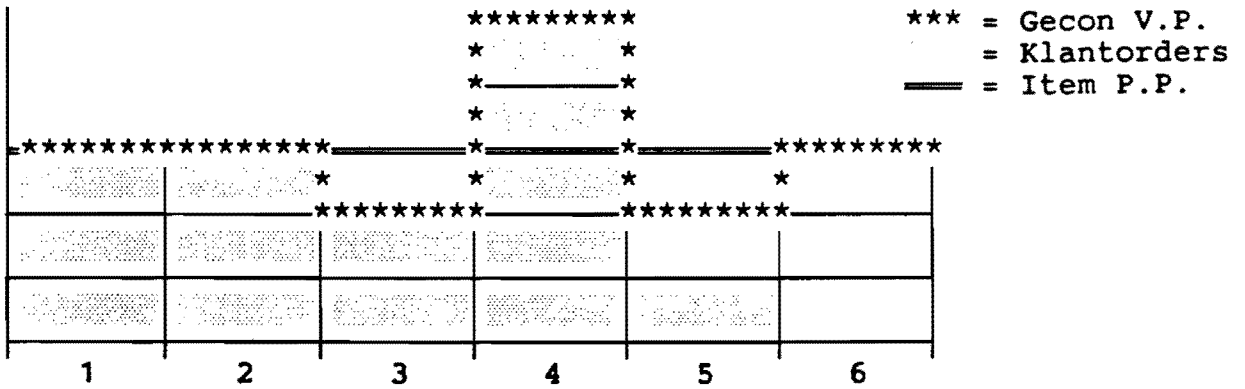 *** = Gecon V.P.
= Klantorders
= Item P.P.
1 2 3 4 5 6